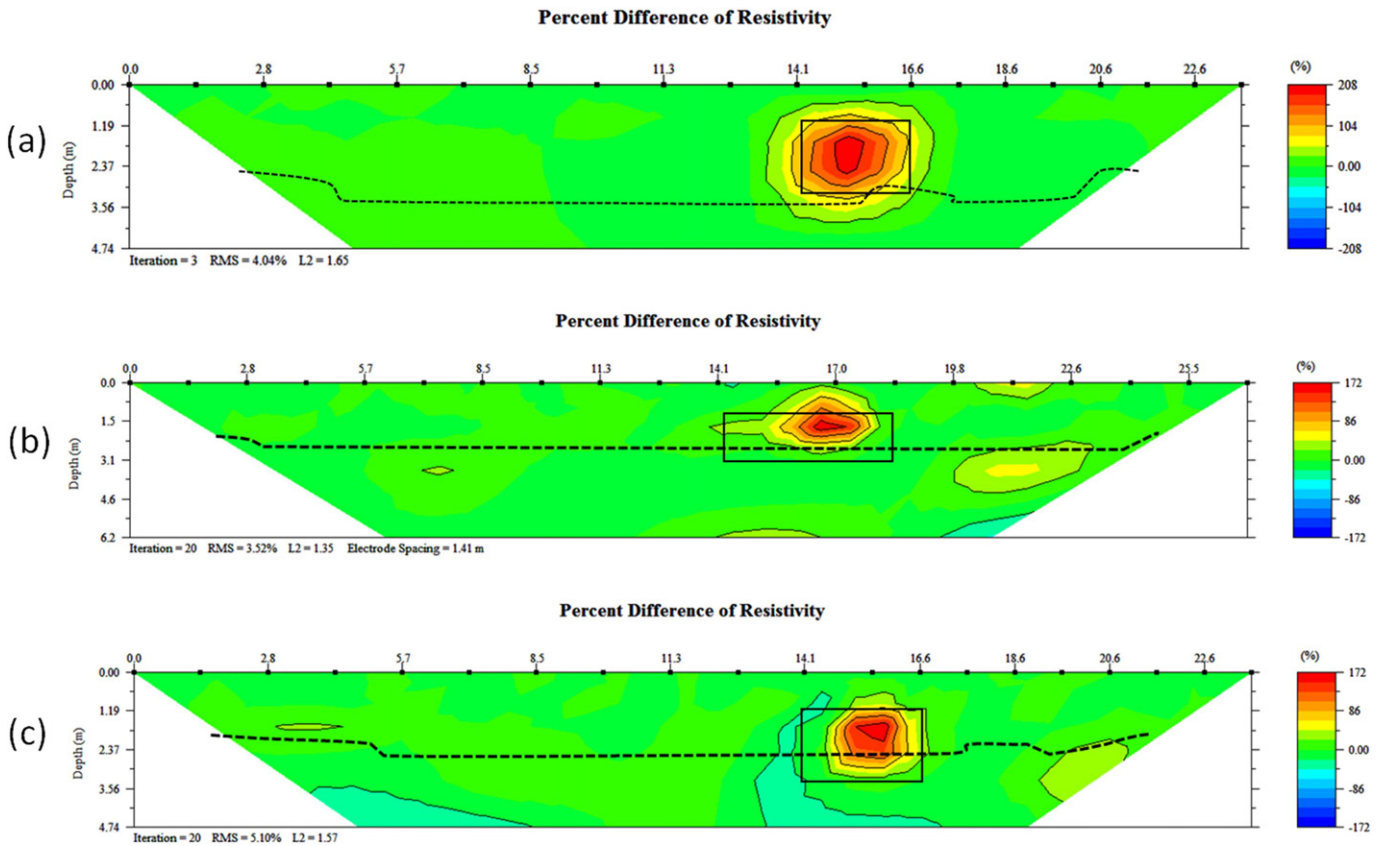 Percent Difference of Resistivity
(a)
0.0 2.8 5.7 8.5 11.3 14.1 16.6 18.6 20.6 22.6
(%)
0.00
1.19
2.37
3.56
4.74
Depth (m)
208
104
0.00
-104
-208
Iteration = 3 RMS = 4.04% L2 = 1.65
Percent Difference of Resistivity
(b)
0.0 2.8 5.7 8.5 11.3 14.1 17.0 19.8 22.6 25.5
(%)
0.0
1.5
3.1
4.6
6.2
Depth (m)
172
86
0.00
-86
-172
Iteration = 20 RMS = 3.52% L2 = 1.35 Electrode Spacing = 1.41 m
Percent Difference of Resistivity
(c)
0.0 2.8 5.7 8.5 11.3 14.1 16.6 18.6 20.6 22.6
(%)
0.00
1.19
2.37
3.56
4.74
Depth (m)
172
86
0.00
-86
-172
Iteration = 20 RMS = 5.10% L2 = 1.57